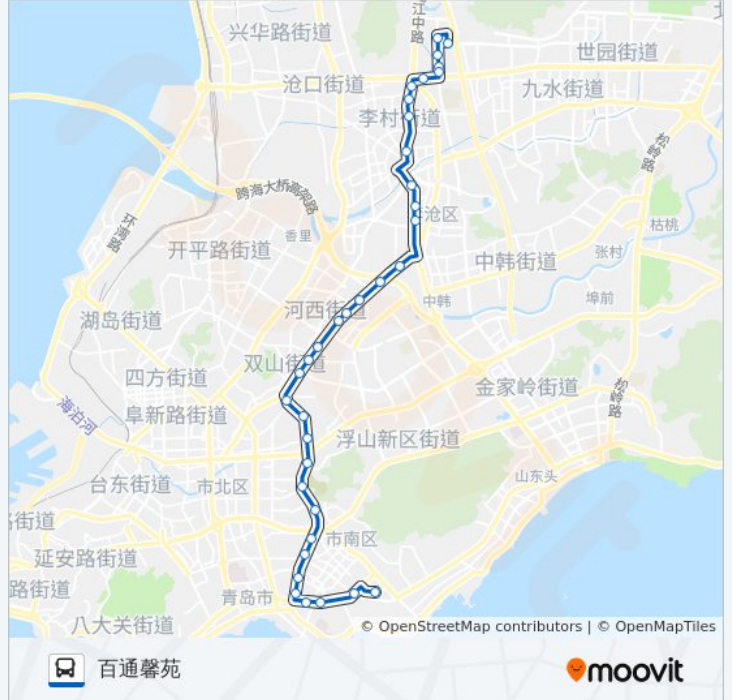 兴华路街道
江中路
世园街道
沧口街道
九水街道
李村街道
松岭路
跨海大桥高架路
沧区
枯桃
环湾路
香里
开平路街道
中韩街道
张村
河西街道
中韩
埠前
湖岛街道
双山街道
四方街道
金家岭街道
松岭路
海泊河
阜新路街道
浮山新区街道
台东街道
市北区
山东头
街道
市南区
延安路街道
路街道
青岛市
八大关街道
© OpenStreetMap contributors | © OpenMapTiles
百通馨苑
moovit